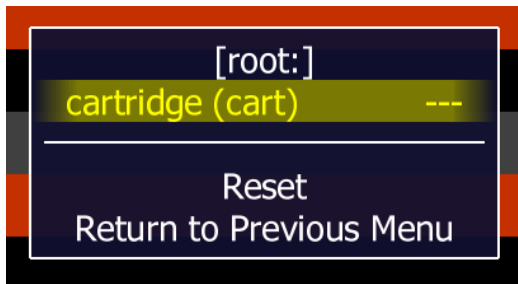 [root:]
cartridge (cart) ---
Reset
Return to Previous Menu